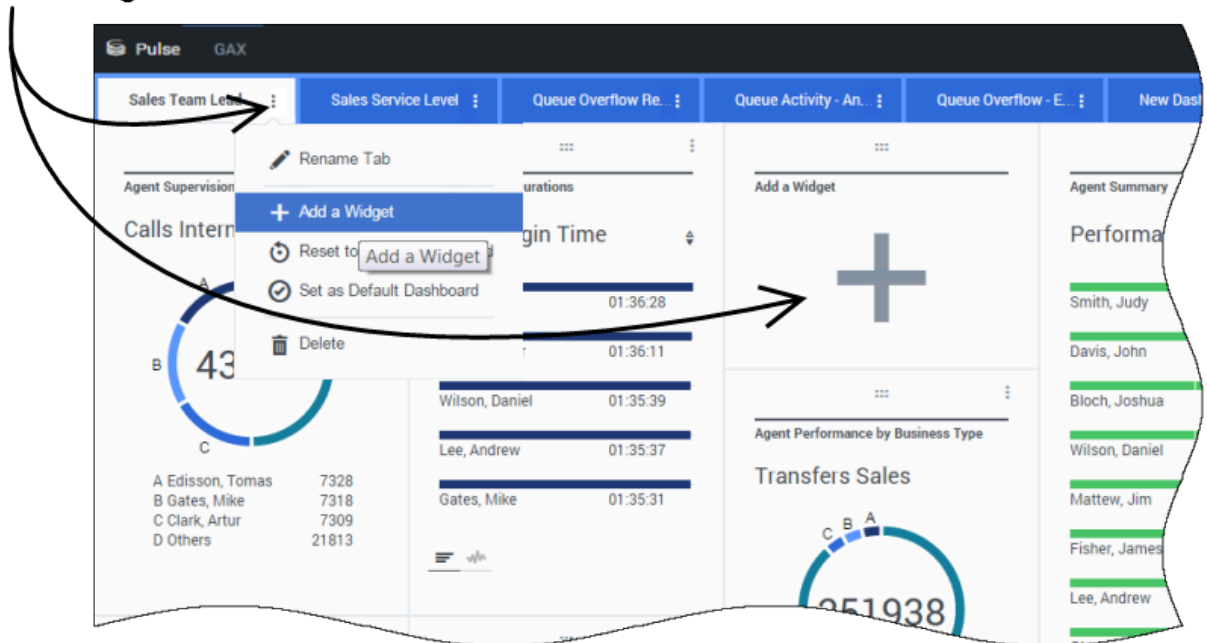 Pulse GAX
Sales Team Lead
Sales Service Level
Queue Overflow Re...
Queue Activity - An...
Queue Overflow - E...
New Dash
Rename Tab
Add a Widget
Reset to
Add a Widget
Set as Default Dashboard
Delete
Agent Supervision
Calls Intern
A
B
43
C
A Edisson, Tomas 7328
B Gates, Mike 7318
C Clark, Artur 7309
D Others 21813
urations
gin Time
01:36:28
r 01:36:11
Wilson, Daniel 01:35:39
Lee, Andrew 01:35:37
Gates, Mike 01:35:31
Add a Widget
Agent Performance by Business Type
Transfers Sales
C B A
251938
Agent Summary
Performa
Smith, Judy
Davis, John
Bloch, Joshua
Wilson, Daniel
Mattew, Jim
Fisher, James
Lee, Andrew